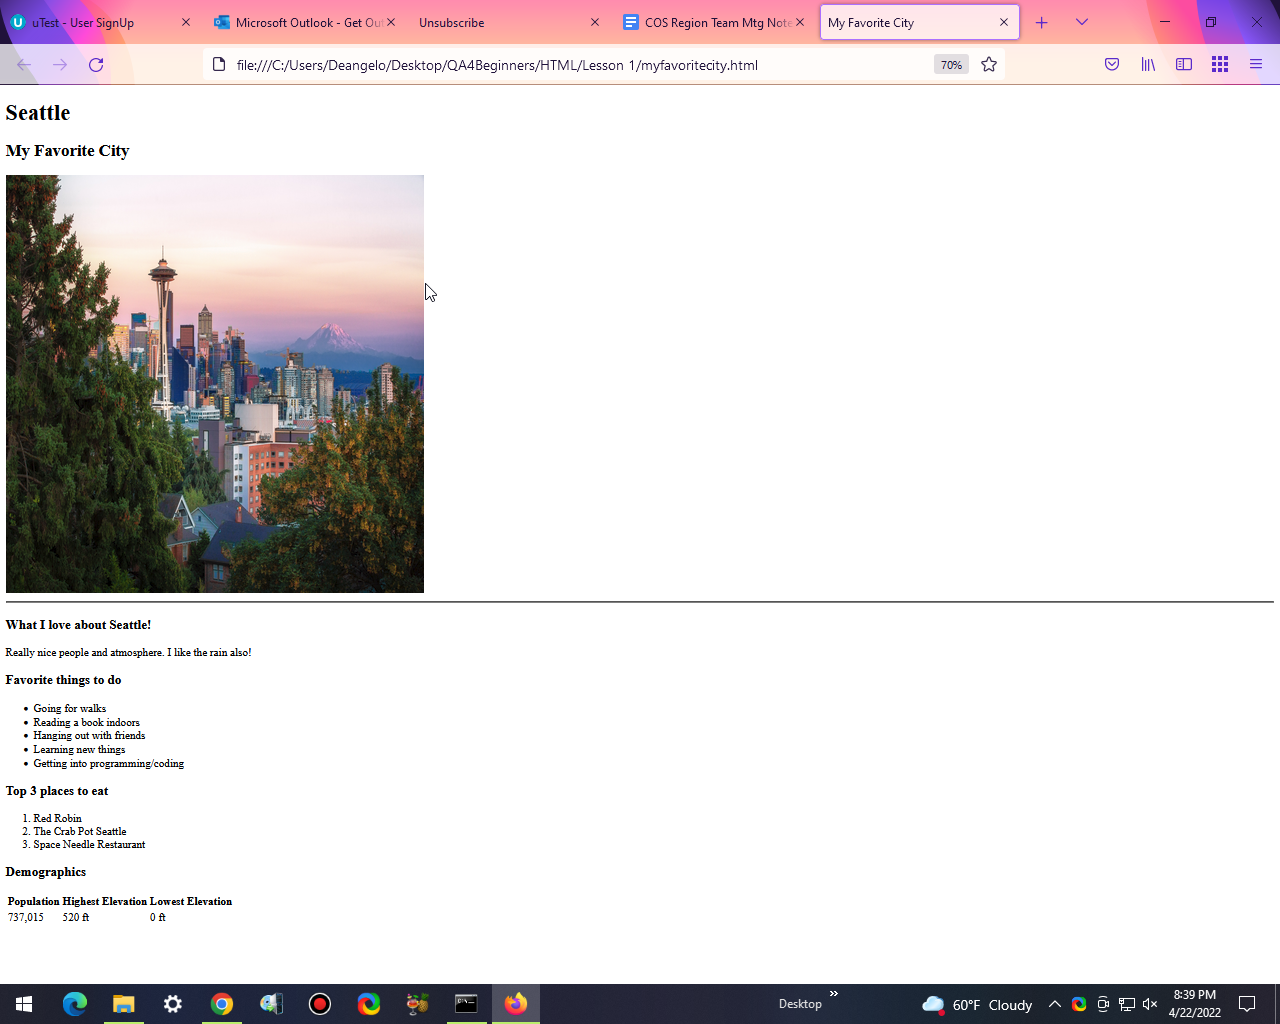 uTest - User SignUp
Microsoft Outlook - Get Out
Unsubscribe
COS Region Team Mtg Note
My Favorite City
file:///C:/Users/Deangelo/Desktop/QA4Beginners/HTML/Lesson 1/myfavoritecity.html
70%
Seattle
My Favorite City
What I love about Seattle!
Really nice people and atmosphere. I like the rain also!
Favorite things to do
• Going for walks
• Reading a book indoors
• Hanging out with friends
• Learning new things
• Getting into programming/coding
Top 3 places to eat
1. Red Robin
2. The Crab Pot Seattle
3. Space Needle Restaurant
Demographics
Population Highest Elevation Lowest Elevation
737,015 520 ft 0 ft
Desktop
60°F Cloudy
8:39 PM
4/22/2022